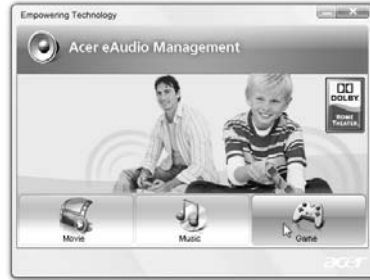 Empowering Technology
Acer eAudio Management
DOLBY
HOME
THEATER
Movie
Music
Game
acer